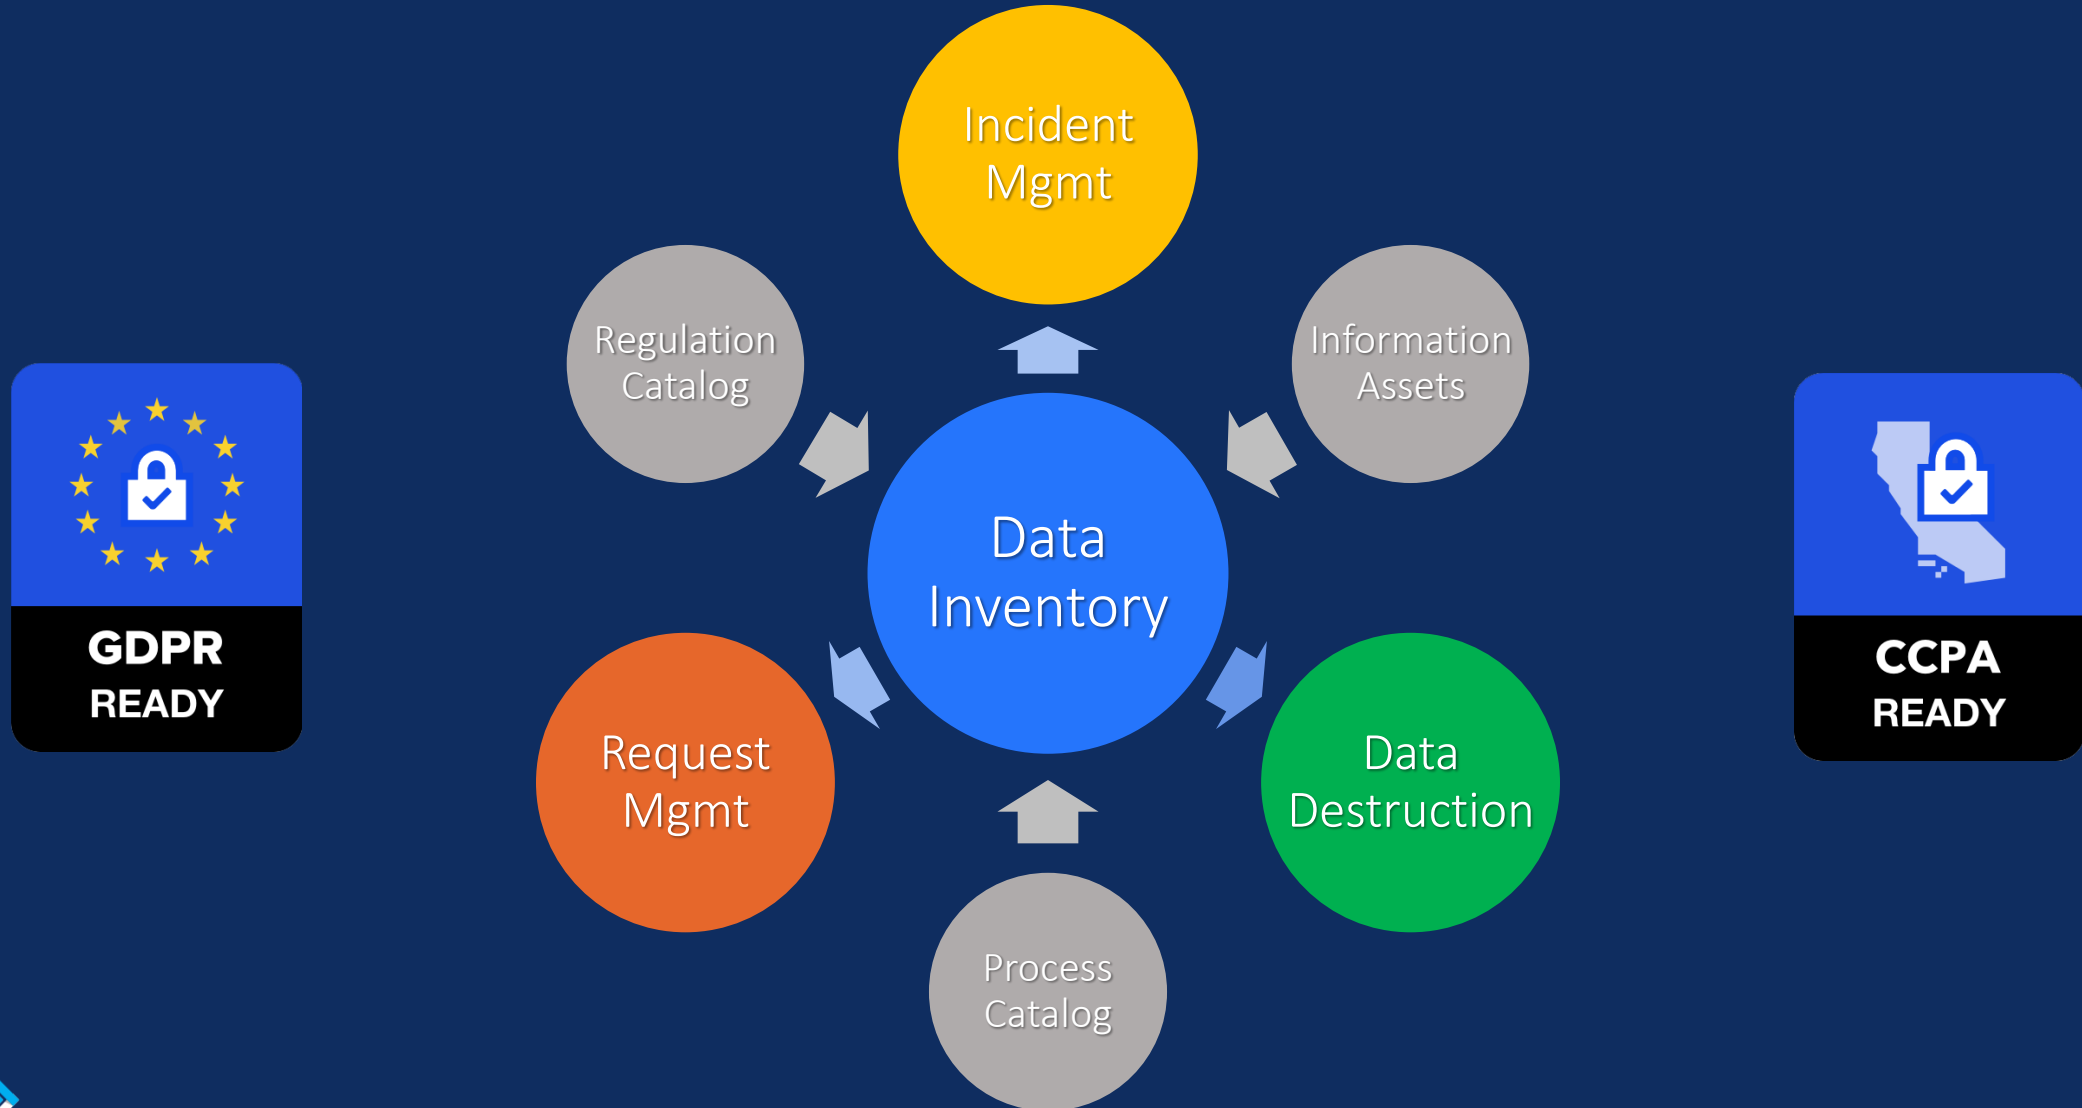 Incident
Mgmt
Regulation
Catalog
Information
Assets
Data
Inventory
GDPR
READY
CCPA
READY
Request
Mgmt
Data
Destruction
Process
Catalog